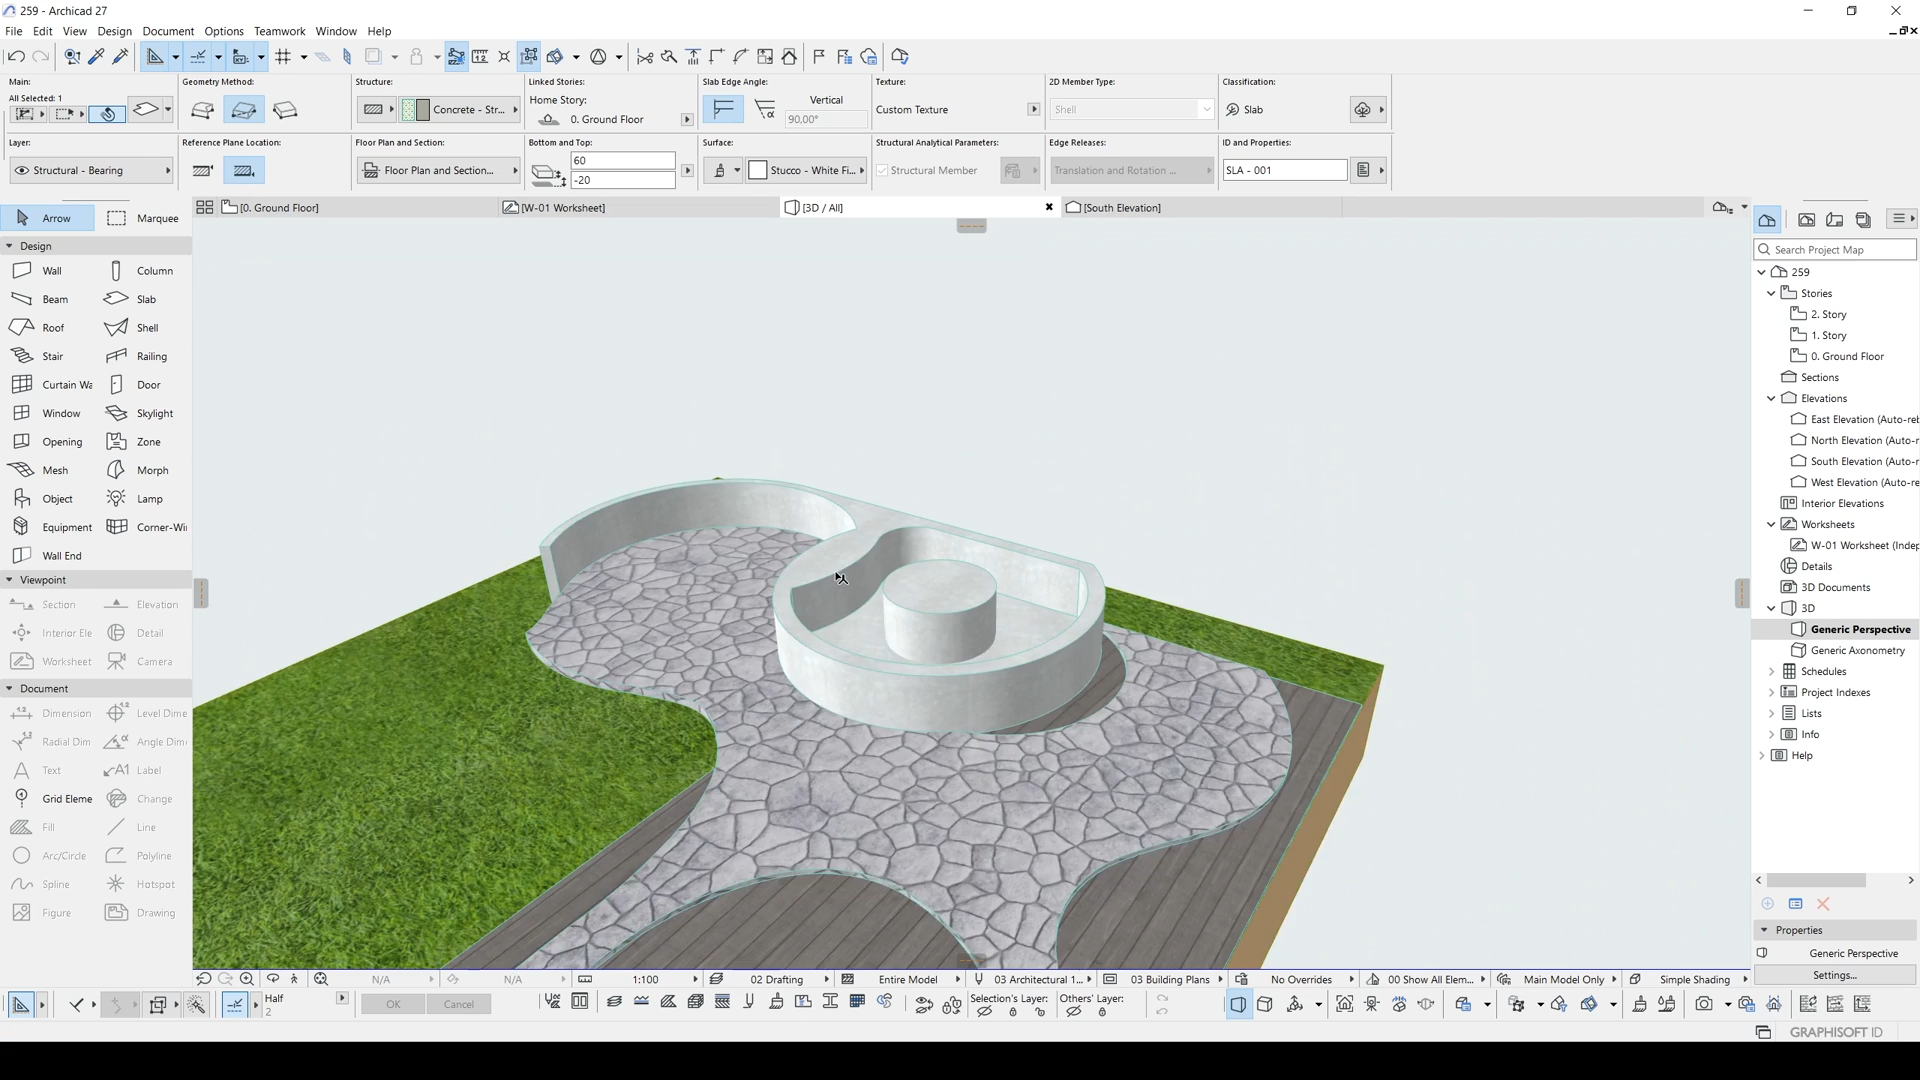 259 - Archicad 27
File Edit View Design Document Options Teamwork Window Help
Main: Geometry Method: Structure: Linked Stories: Slab Edge Angle: Texture: 2D Member Type: Classification:
All Selected: 1 Concrete - Str... Home Story: Vertical Custom Texture Shell Slab
0. Ground Floor 90,00°
Layer: Reference Plane Location: Floor Plan and Section: Bottom and Top: Surface: Structural Analytical Parameters: Edge Releases: ID and Properties:
Structural - Bearing Floor Plan and Section... 60 Stucco - White Fi... Structural Member Translation and Rotation ... SLA - 001
-20
Arrow Marquee [0. Ground Floor] [W-01 Worksheet] [3D / All] [South Elevation]
Design
Wall Column
Beam Slab
Roof Shell
Stair Railing
Curtain Wa Door
Window Skylight
Opening Zone
Mesh Morph
Object Lamp
Equipment Corner-Wi
Wall End
Viewpoint
Section Elevation
Interior Ele Detail
Worksheet Camera
Document
Dimension Level Dime
Radial Dim Angle Dim
Text Label
Grid Eleme Change
Fill Line
Arc/Circle Polyline
Spline Hotspot
Figure Drawing
Search Project Map
259
Stories
2. Story
1. Story
0. Ground Floor
Sections
Elevations
East Elevation (Auto-reb
North Elevation (Auto-r
South Elevation (Auto-r
West Elevation (Auto-re
Interior Elevations
Worksheets
W-01 Worksheet (Indep
Details
3D Documents
3D
Generic Perspective
Generic Axonometry
Schedules
Project Indexes
Lists
Info
Help
Properties
Generic Perspective
Settings...
N/A N/A 1:100 02 Drafting Entire Model 03 Architectural 1... 03 Building Plans No Overrides 00 Show All Elem... Main Model Only Simple Shading
Half
2
OK Cancel Selection's Layer: Others' Layer:
GRAPHISOFT ID